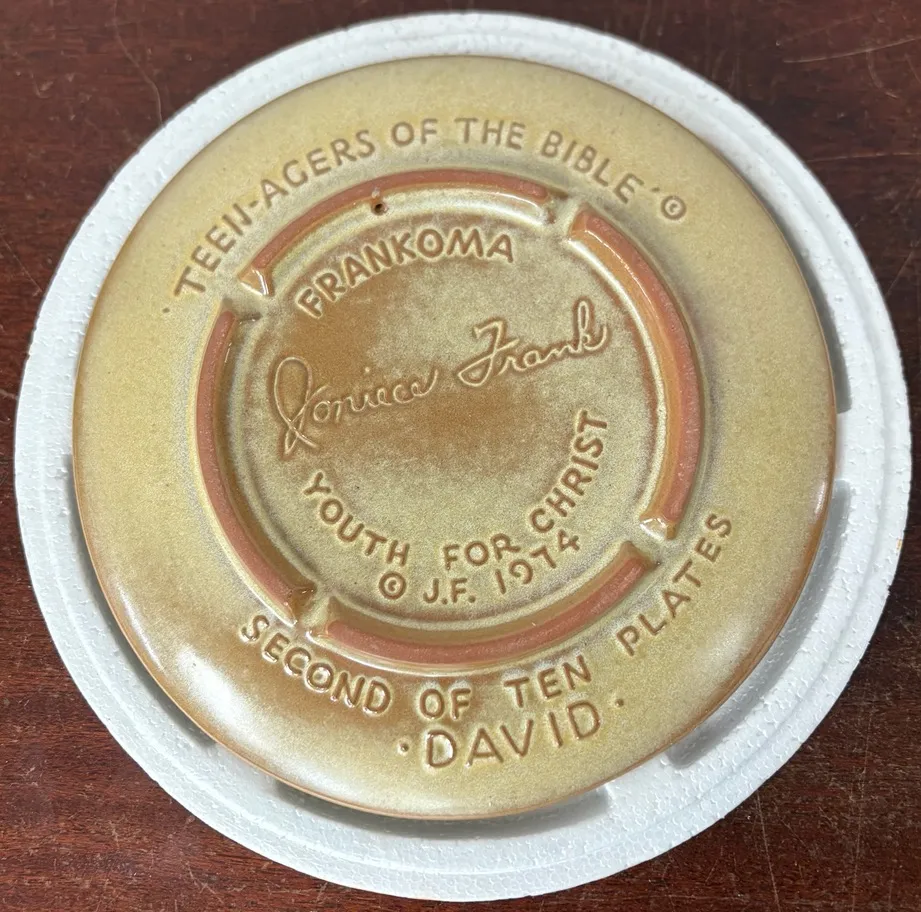 TEEN-AGERS OF THE BIBLE ©
FRANKOMA
Joniece Frank
YOUTH FOR CHRIST
© J.F. 1974
SECOND OF TEN PLATES
· DAVID ·